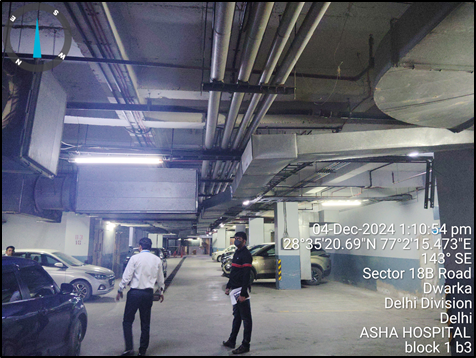 N
S
04-Dec-2024 1:10:54 pm
28°35'20.69"N 77°2'15.473"E
143° SE
Sector 18B Road
Dwarka
Delhi Division
Delhi
ASHA HOSPITAL
block 1 b3